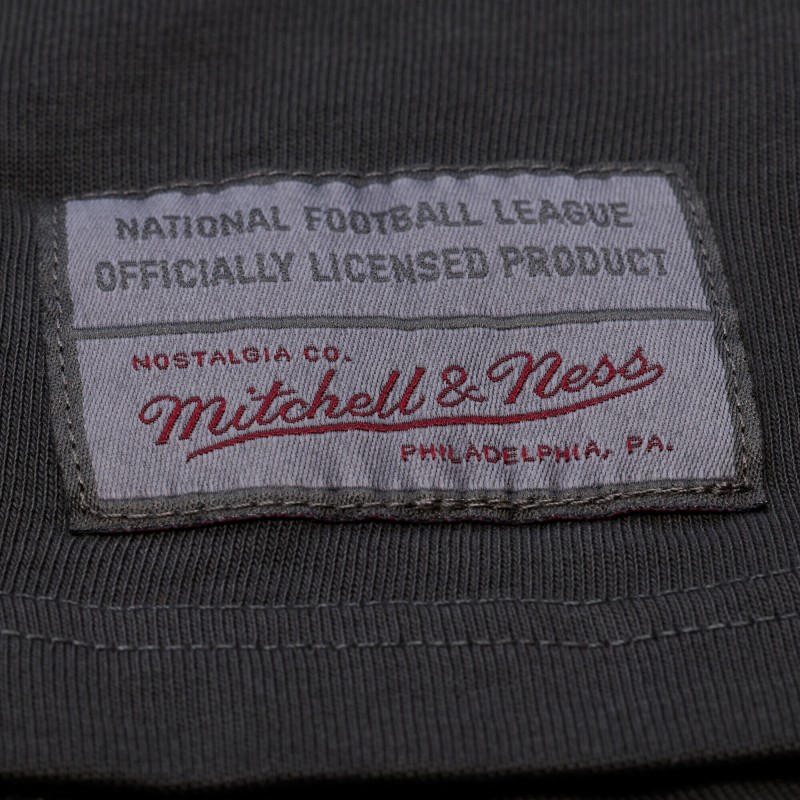 NATIONAL FOOTBALL LEAGUE
OFFICIALLY LICENSED PRODUCT
NOSTALGIA CO.
Mitchell & Ness
PHILADELPHIA, PA.